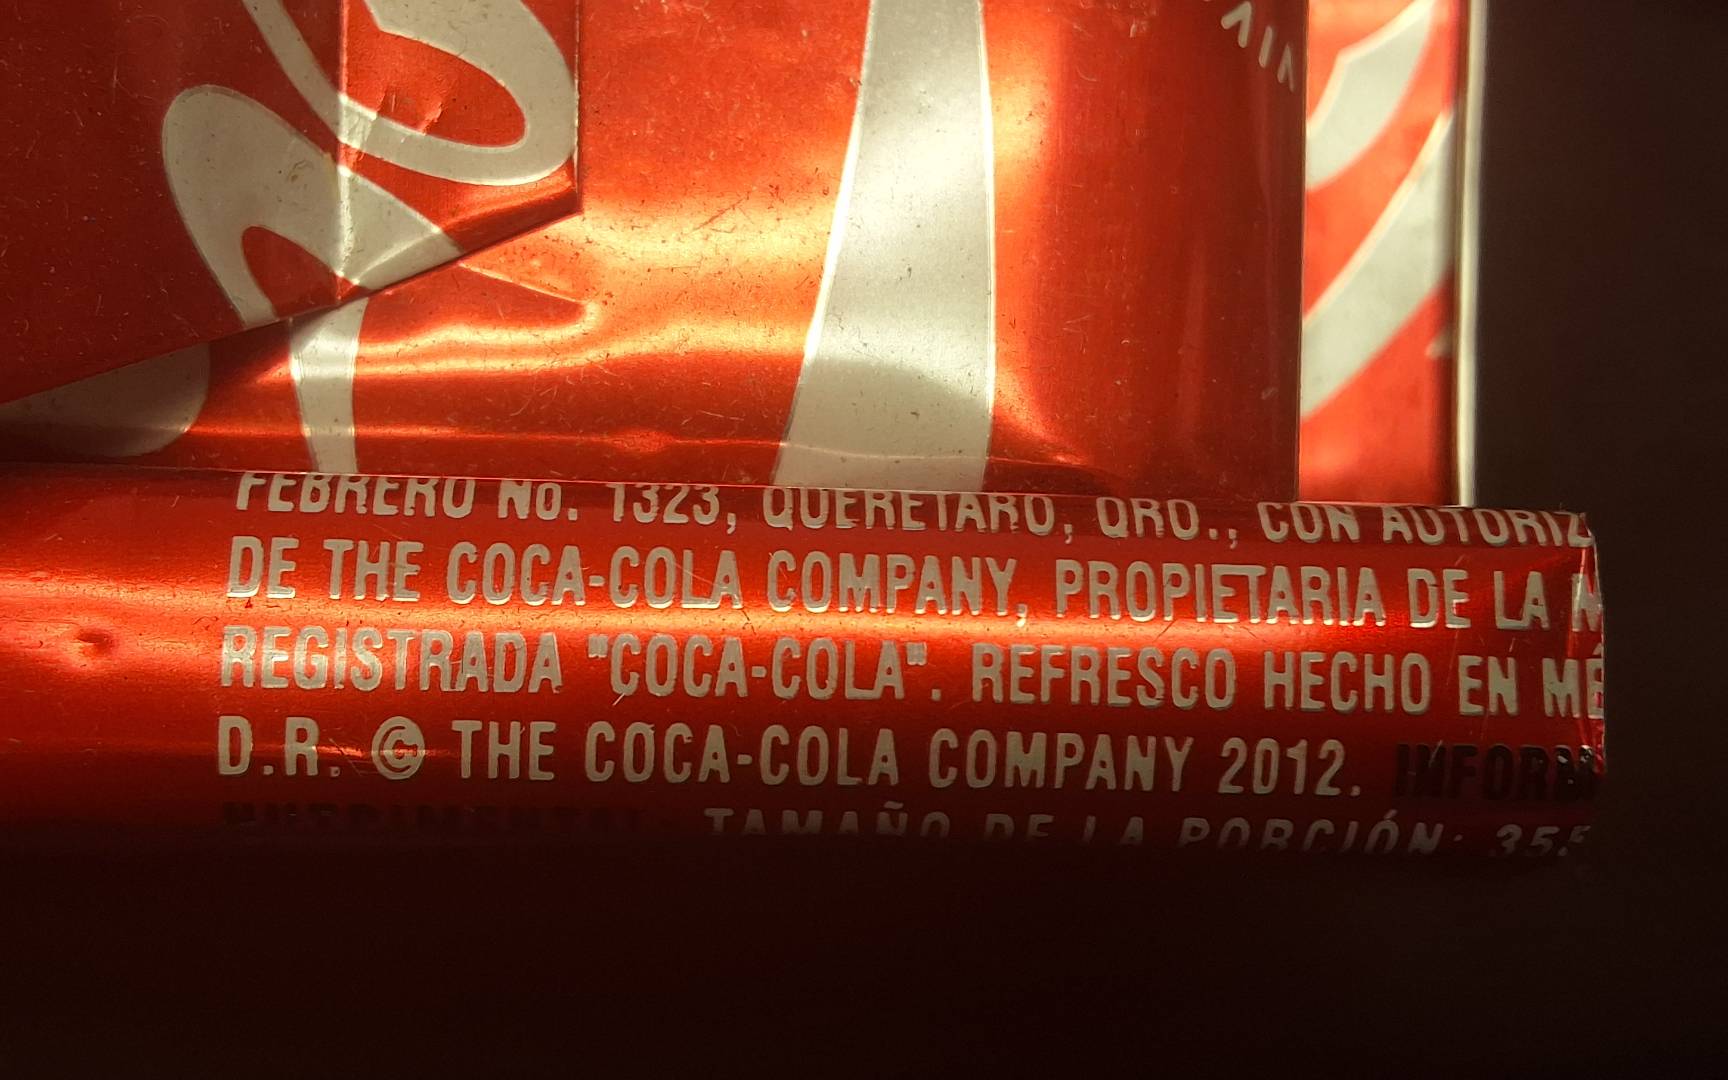 FEBRERO No. 1323, QUERETARO, QRO., CON
DE THE COCA-COLA COMPANY, PROPIETARIA DE LA
REGISTRADA "COCA-COLA". REFRESCO HECHO EN
D.R. © THE COCA-COLA COMPANY 2012.
TAMAÑO DE LA PORCIÓN: